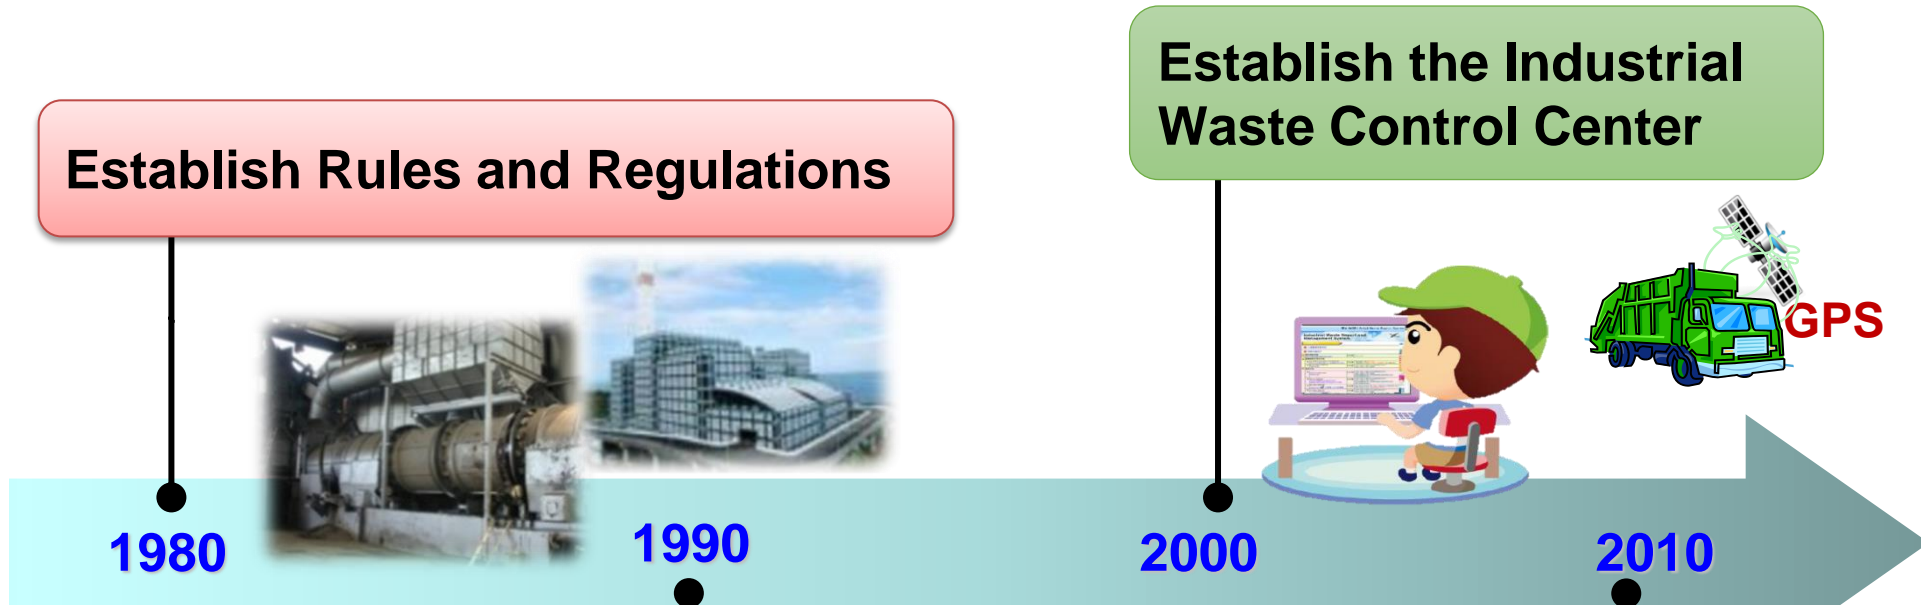 Establish the Industrial
Waste Control Center
Establish Rules and Regulations
GPS
1980
1990
2000
2010